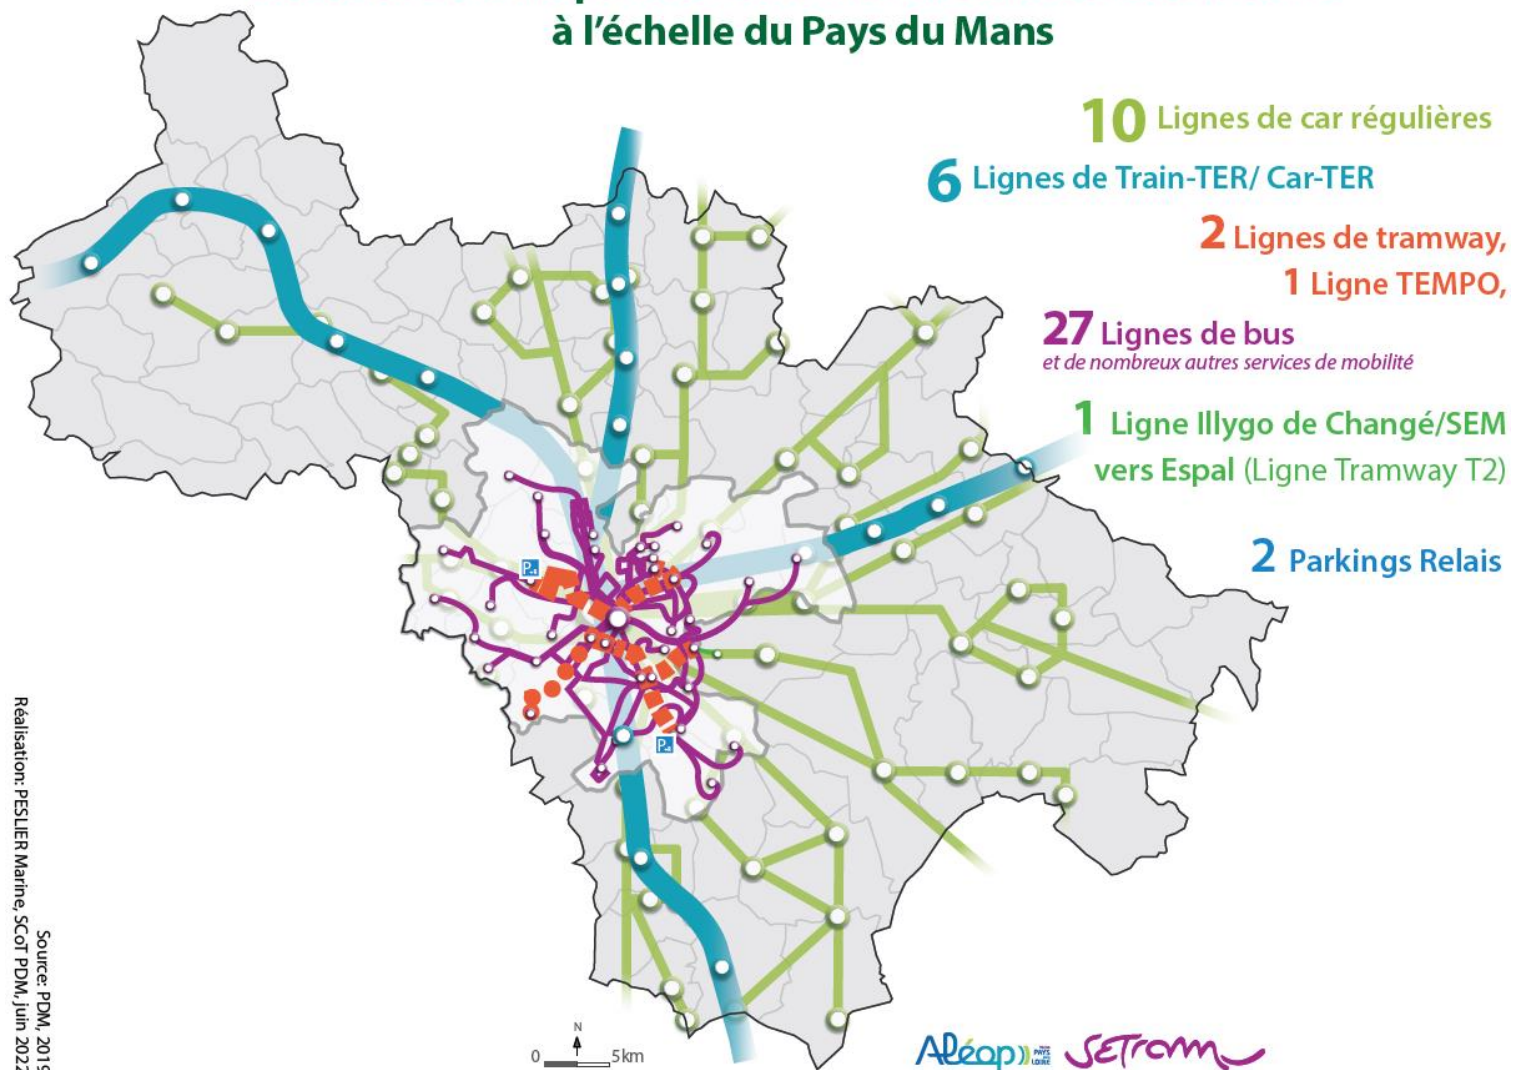 à l'échelle du Pays du Mans
10 Lignes de car régulières
6 Lignes de Train-TER/ Car-TER
2 Lignes de tramway,
1 Ligne TEMPO,
27 Lignes de bus
et de nombreux autres services de mobilité
1 Ligne Illygo de Changé/SEM
vers Espal (Ligne Tramway T2)
2 Parkings Relais
P+R
P+R
Source: PDM, 2019
Réalisation: PESLIER Marine, SCoT PDM, juin 2022
N
0 5km
Aléop
PAYS
LOIRE
SETRAM